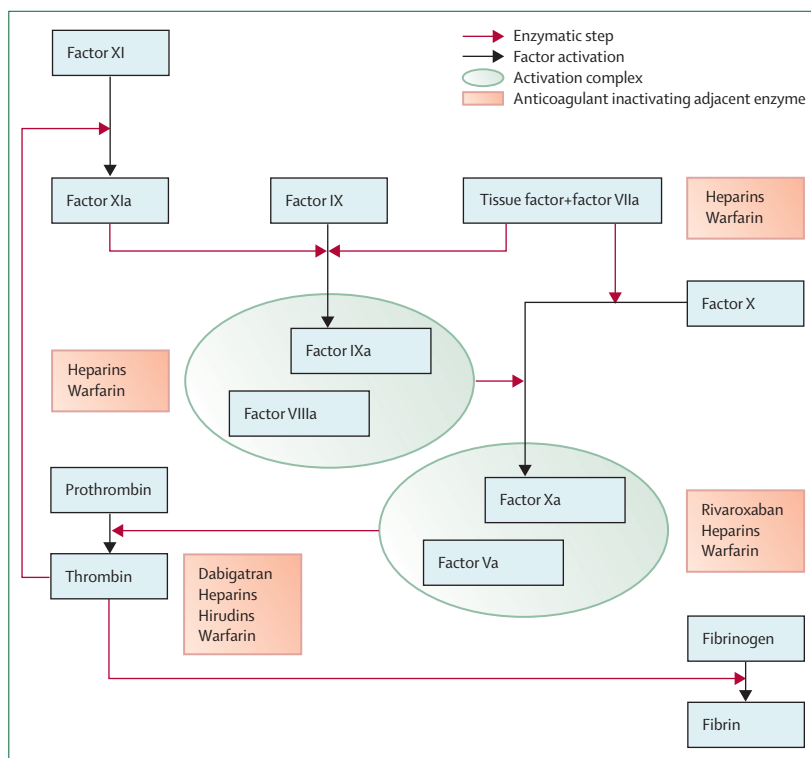 Factor XI
Enzymatic step
Factor activation
Activation complex
Anticoagulant inactivating adjacent enzyme
Factor XIa
Factor IX
Tissue factor+factor VIIa
Heparins
Warfarin
Factor X
Factor IXa
Factor VIIIa
Heparins
Warfarin
Prothrombin
Thrombin
Dabigatran
Heparins
Hirudins
Warfarin
Factor Xa
Factor Va
Rivaroxaban
Heparins
Warfarin
Fibrinogen
Fibrin